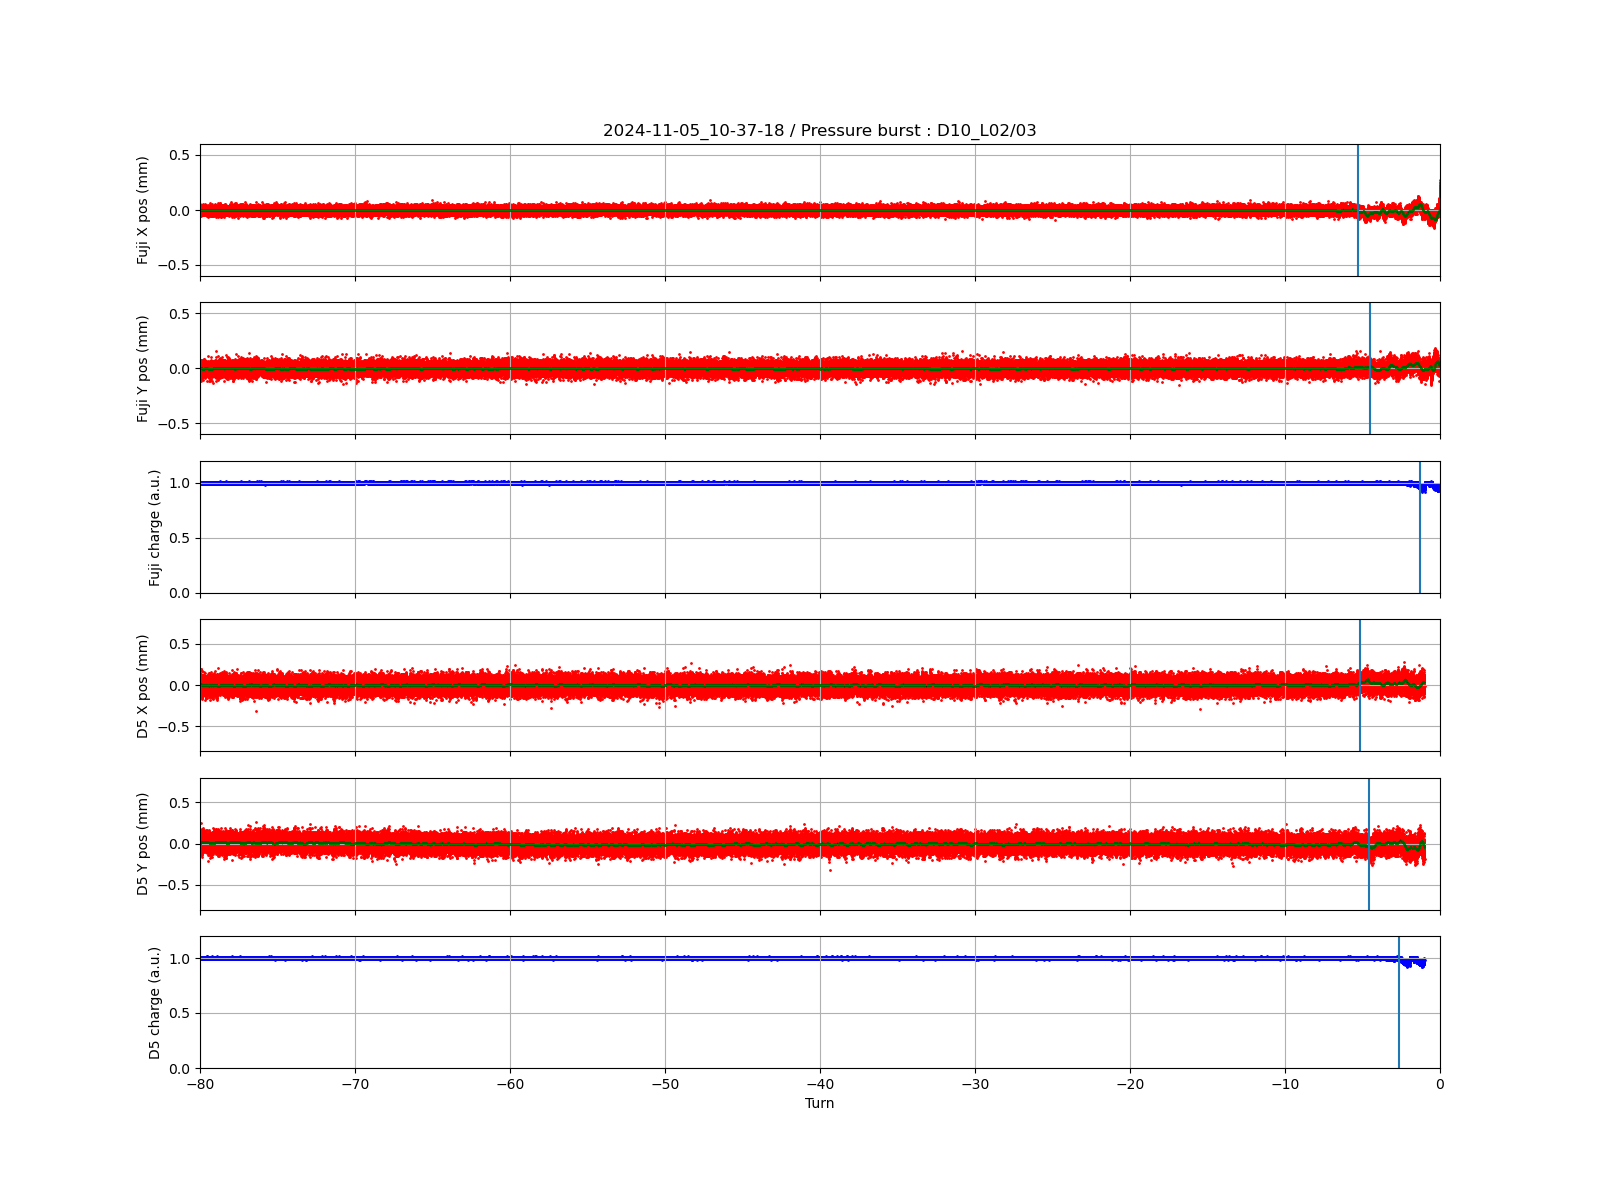 2024-11-05_10-37-18 / Pressure burst : D10_L02/03
0.5
0.0
−0.5
Fuji X pos (mm)
0.5
0.0
−0.5
Fuji Y pos (mm)
1.0
0.5
0.0
Fuji charge (a.u.)
0.5
0.0
−0.5
D5 X pos (mm)
0.5
0.0
−0.5
D5 Y pos (mm)
1.0
0.5
0.0
D5 charge (a.u.)
−80 −70 −60 −50 −40 −30 −20 −10 0
Turn